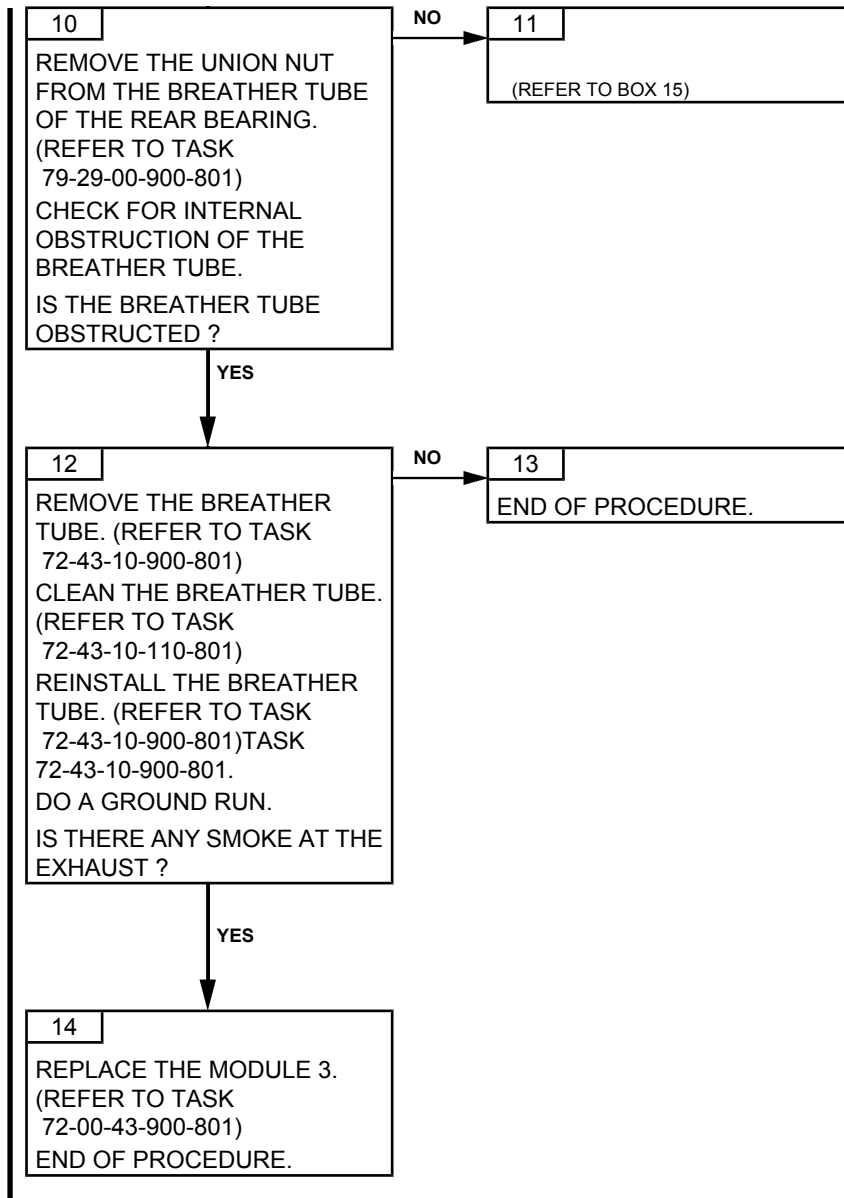 10
REMOVE THE UNION NUT
FROM THE BREATHER TUBE
OF THE REAR BEARING.
(REFER TO TASK
79-29-00-900-801)
CHECK FOR INTERNAL
OBSTRUCTION OF THE
BREATHER TUBE.
IS THE BREATHER TUBE
OBSTRUCTED ?
NO
11
(REFER TO BOX 15)
YES
12
REMOVE THE BREATHER
TUBE. (REFER TO TASK
72-43-10-900-801)
CLEAN THE BREATHER TUBE.
(REFER TO TASK
72-43-10-110-801)
REINSTALL THE BREATHER
TUBE. (REFER TO TASK
72-43-10-900-801)TASK
72-43-10-900-801.
DO A GROUND RUN.
IS THERE ANY SMOKE AT THE
EXHAUST ?
NO
13
END OF PROCEDURE.
YES
14
REPLACE THE MODULE 3.
(REFER TO TASK
72-00-43-900-801)
END OF PROCEDURE.